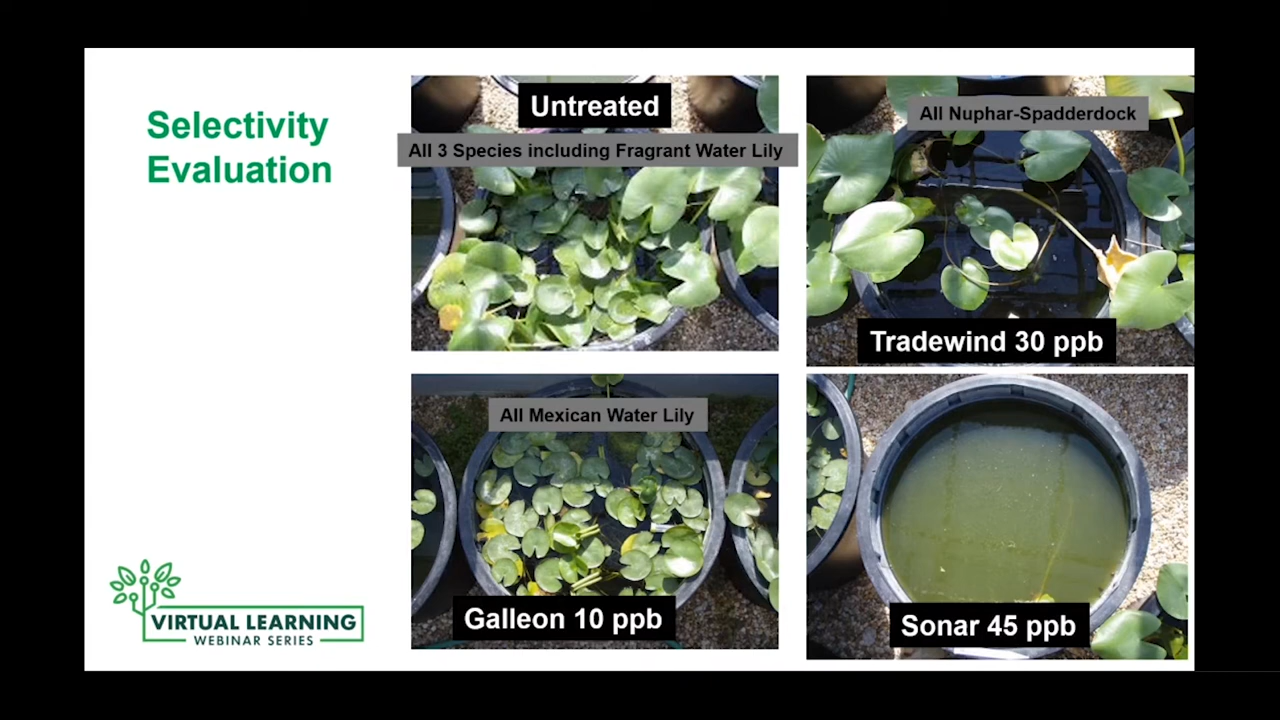 Selectivity
Evaluation
Untreated
All 3 Species including Fragrant Water Lily
All Nuphar-Spadderdock
Tradewind 30 ppb
All Mexican Water Lily
Galleon 10 ppb
Sonar 45 ppb
VIRTUAL LEARNING
WEBINAR SERIES